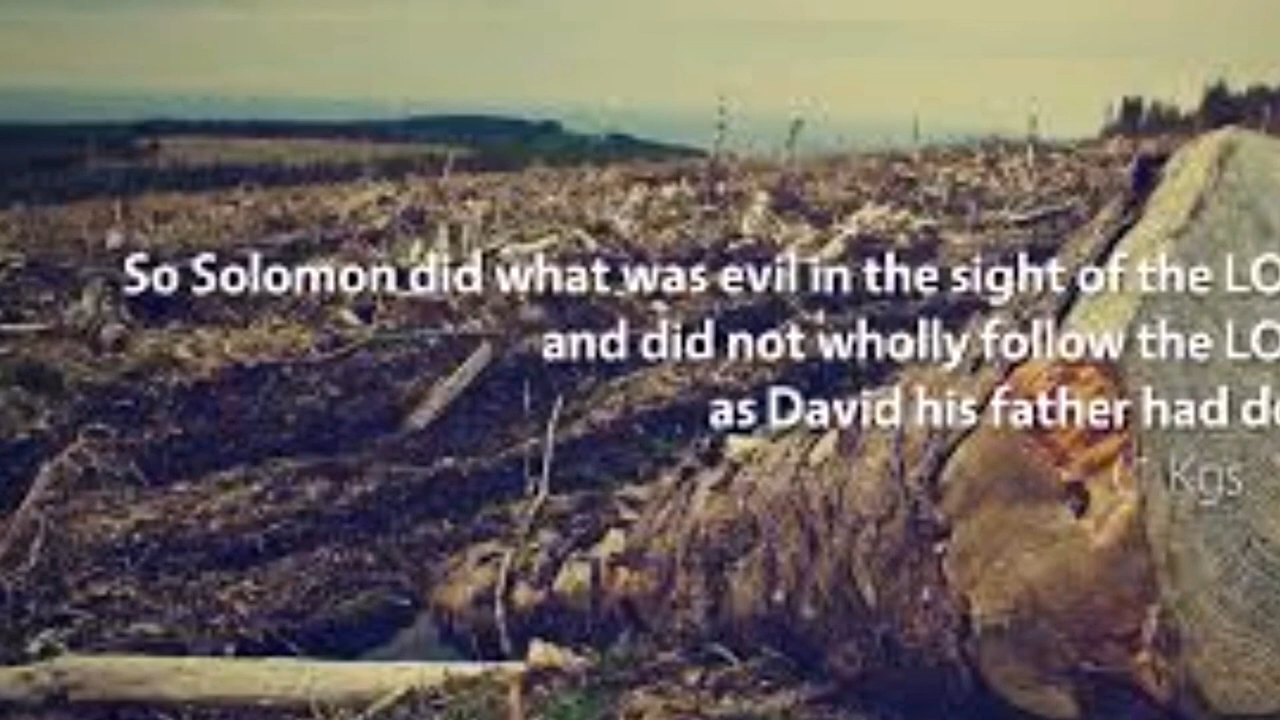 So Solomon did what was evil in the sight of the LO
and did not wholly follow the LO
as David his father had d
Kgs